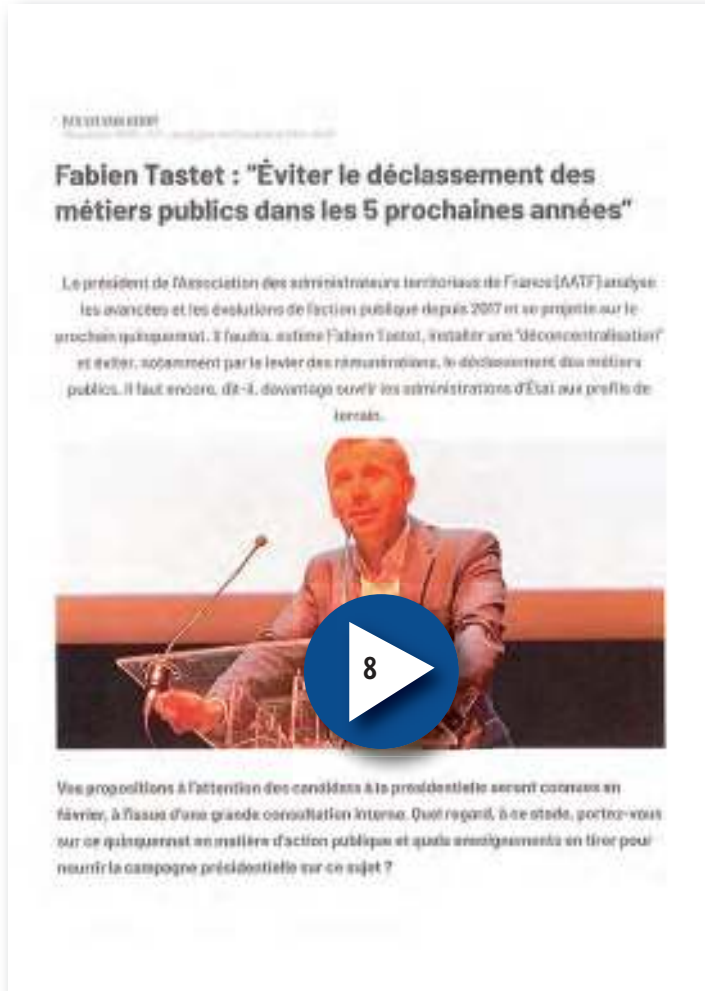 Fabien Tastet : "Éviter le déclassement des
métiers publics dans les 5 prochaines années"
Le président de l'Association des administrateurs territoriaux de France (AATF) analyse
les avancées et les évolutions de l'action publique depuis 2017 et se projette sur le
prochain quinquennat. Il faudra, estime Fabien Tastet, installer une "déconcentralisation"
et éviter, notamment par le levier des rémunérations, le déclassement des métiers
publics. Il faut encore, dit-il, davantage ouvrir les administrations d'État aux profils de
terrain.
8
Vos propositions à l'attention des candidats à la présidentielle seront connues en
février, à l'issue d'une grande consultation interne. Quel regard, à ce stade, portez-vous
sur ce quinquennat en matière d'action publique et quels enseignements en tirer pour
nourrir la campagne présidentielle sur ce sujet ?